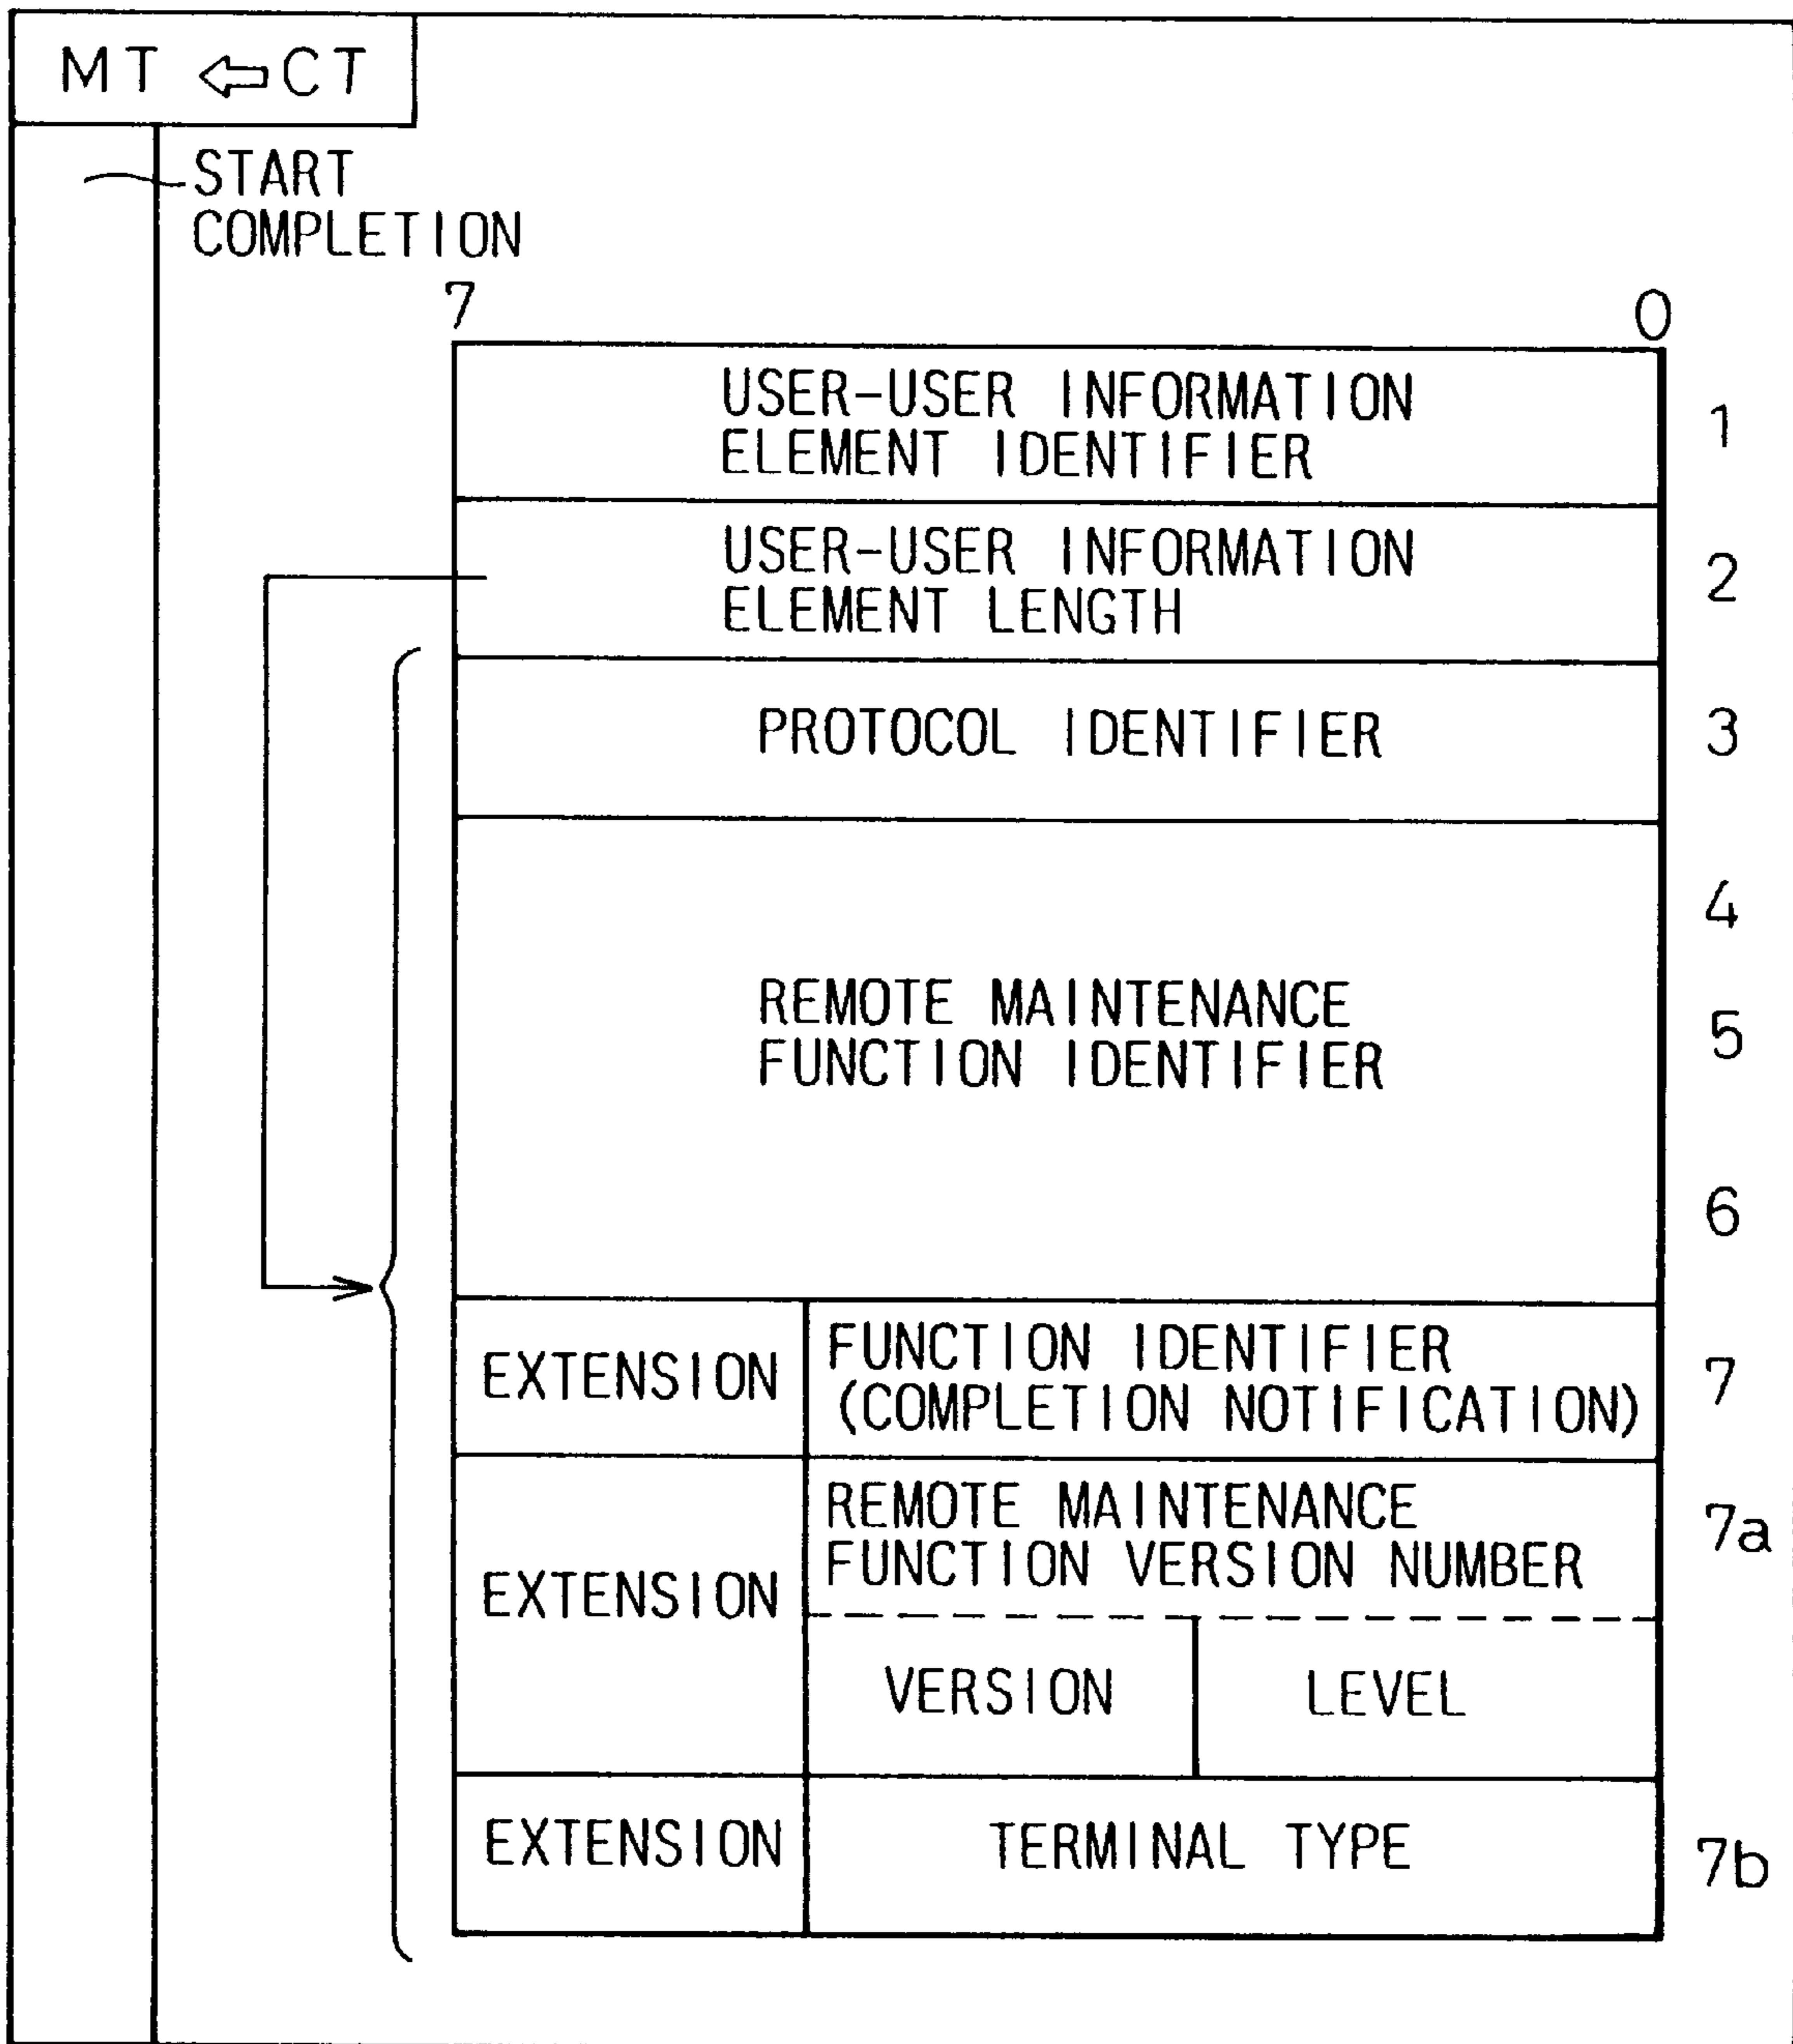 MT ⇦ CT
START
COMPLETION
7 0
USER-USER INFORMATION
ELEMENT IDENTIFIER
1
USER-USER INFORMATION
ELEMENT LENGTH
2
PROTOCOL IDENTIFIER
3
4
REMOTE MAINTENANCE
FUNCTION IDENTIFIER
5
6
EXTENSION
FUNCTION IDENTIFIER
(COMPLETION NOTIFICATION)
7
EXTENSION
REMOTE MAINTENANCE
FUNCTION VERSION NUMBER
7a
VERSION LEVEL
EXTENSION TERMINAL TYPE
7b